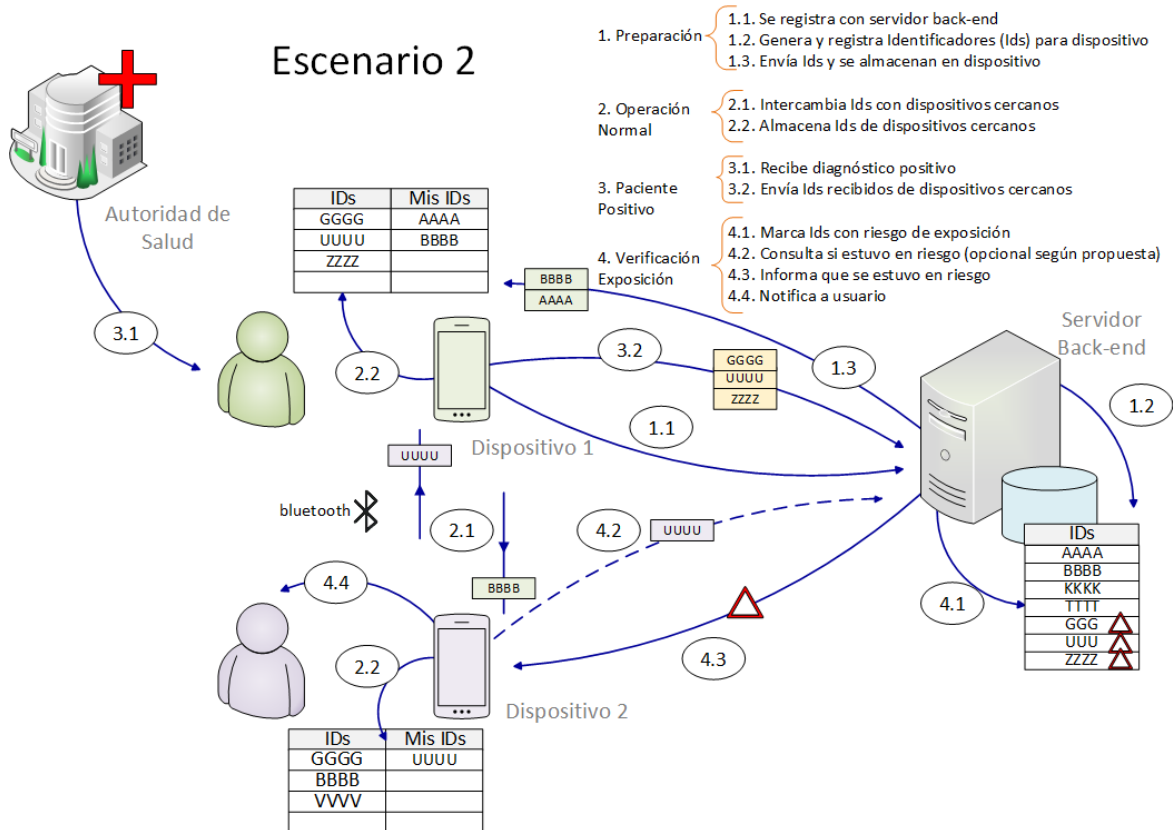 Escenario 2
1. Preparación
1.1. Se registra con servidor back-end
1.2. Genera y registra Identificadores (Ids) para dispositivo
1.3. Envía Ids y se almacenan en dispositivo
2. Operación
Normal
2.1. Intercambia Ids con dispositivos cercanos
2.2. Almacena Ids de dispositivos cercanos
3. Paciente
Positivo
3.1. Recibe diagnóstico positivo
3.2. Envía Ids recibidos de dispositivos cercanos
4. Verificación
Exposición
4.1. Marca Ids con riesgo de exposición
4.2. Consulta si estuvo en riesgo (opcional según propuesta)
4.3. Informa que se estuvo en riesgo
4.4. Notifica a usuario
Autoridad de
Salud
IDs Mis IDs
GGGG AAAA
UUUU BBBB
ZZZZ
BBBB
AAAA
Servidor
Back-end
3.1
2.2
3.2
GGGG
UUUU
ZZZZ
1.3
1.2
1.1
Dispositivo 1
UUUU
bluetooth
2.1
4.2
UUUU
BBBB
4.4
4.1
IDs
AAAA
BBBB
KKKK
TTTT
GGG
UUU
ZZZZ
4.3
2.2
Dispositivo 2
IDs Mis IDs
GGGG UUUU
BBBB
VVVV